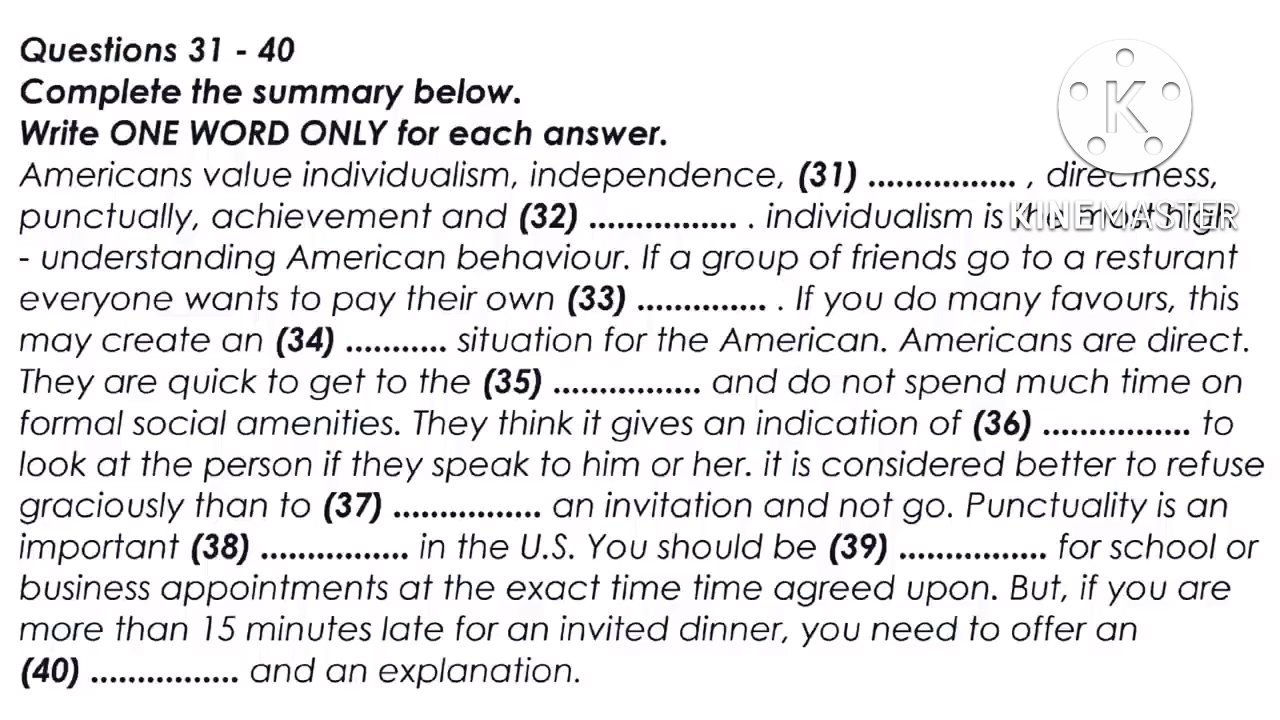 Questions 31 - 40
Complete the summary below.
Write ONE WORD ONLY for each answer.
Americans value individualism, independence, (31) ................ , directness,
punctually, achievement and (32) ................ . individualism is the most high
- understanding American behaviour. If a group of friends go to a resturant
everyone wants to pay their own (33) .............. . If you do many favours, this
may create an (34) ........... situation for the American. Americans are direct.
They are quick to get to the (35) ................ and do not spend much time on
formal social amenities. They think it gives an indication of (36) ................ to
look at the person if they speak to him or her. it is considered better to refuse
graciously than to (37) ................ an invitation and not go. Punctuality is an
important (38) ................ in the U.S. You should be (39) ................ for school or
business appointments at the exact time time agreed upon. But, if you are
more than 15 minutes late for an invited dinner, you need to offer an
(40) ................ and an explanation.
K
KINEMASTER